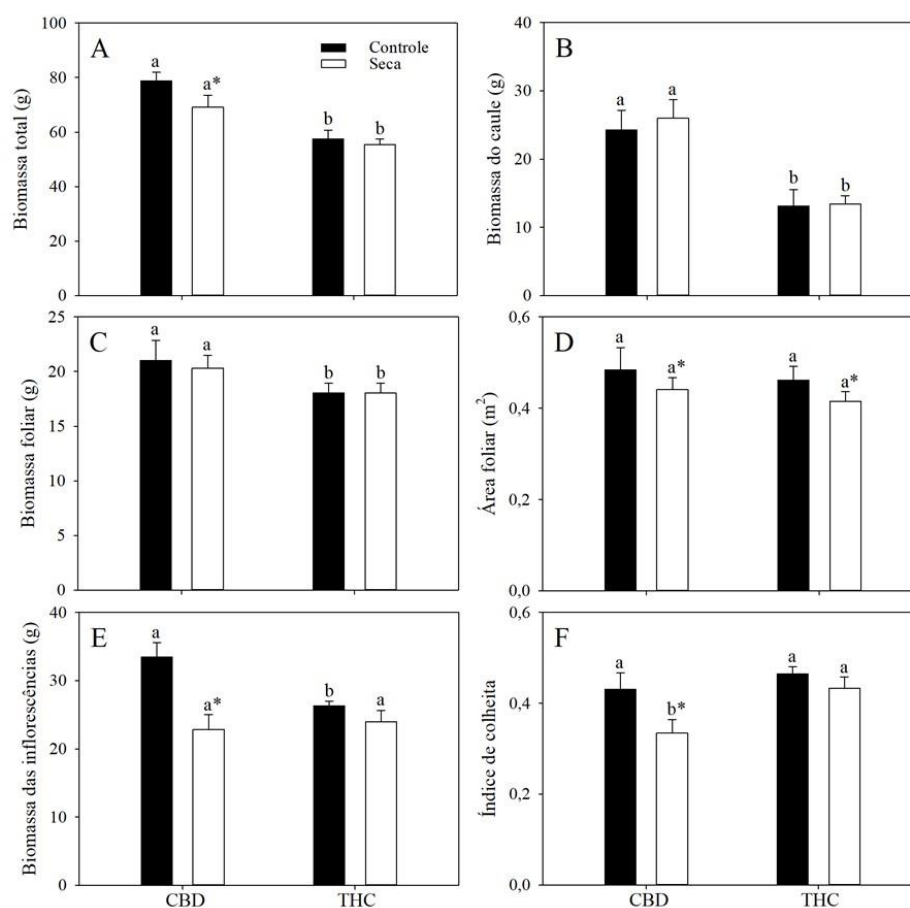 A
Controle
Seca
Biomassa total (g)
100
80
60
40
20
0
a
a*
b
b
B
Biomassa do caule (g)
40
30
20
10
0
a
a
b
b
C
Biomassa foliar (g)
25
20
15
10
5
0
a
a
b
b
D
Área foliar (m²)
0,6
0,4
0,2
0,0
a
a*
a
a*
E
Biomassa das inflorescências (g)
40
30
20
10
0
a
a*
b
a
CBD
THC
F
Índice de colheita
0,6
0,4
0,2
0,0
a
b*
a
a
CBD
THC